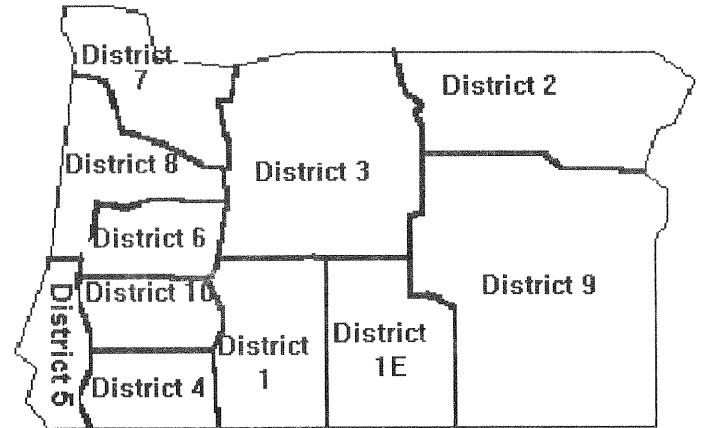 District
7
District 2
District 8
District 3
District 6
District 9
District 10
District 5
District
1
District
1E
District 4